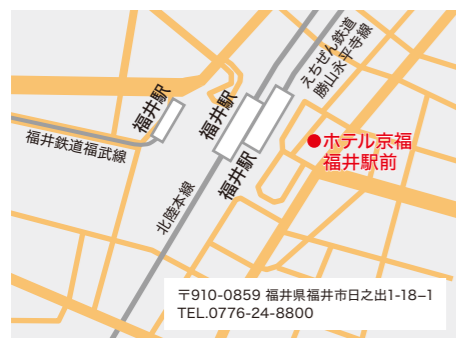 えちぜん鉄道
勝山永平寺線
福井駅
福井駅
福井鉄道福武線
ホテル京福
福井駅前
福井駅
北陸本線
〒910-0859 福井県福井市日之出1-18−1
TEL.0776-24-8800